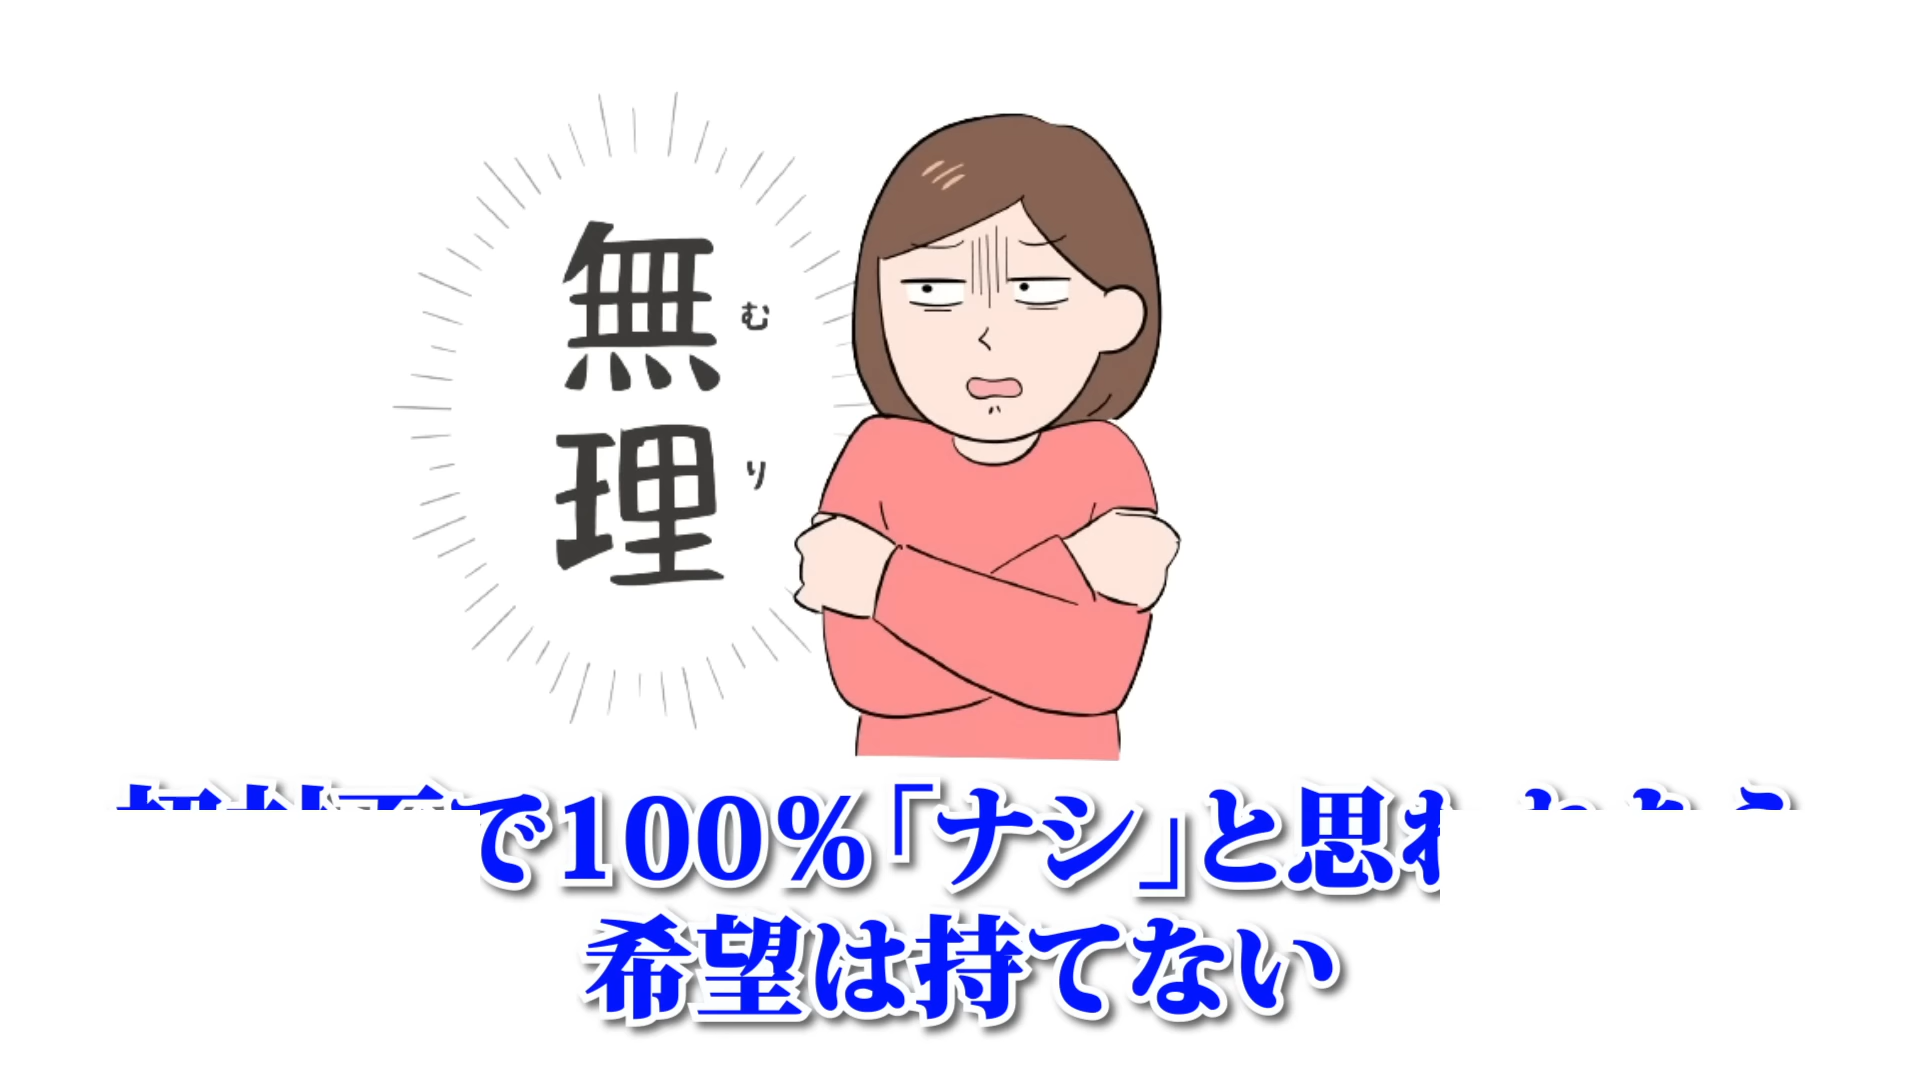 無理
むり
で100%「ナシ」と思
希望は持てない